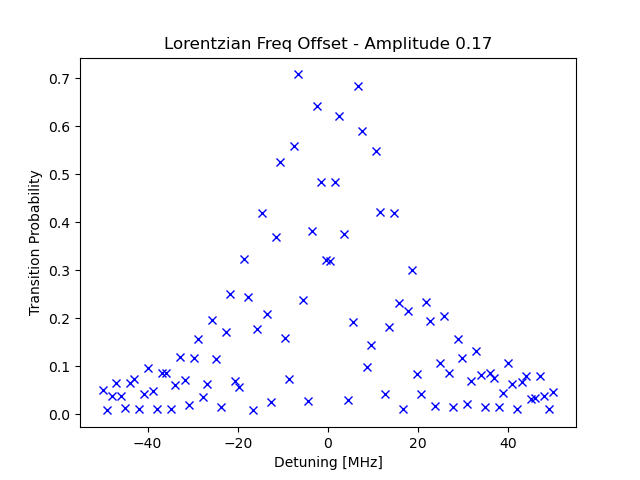 Lorentzian Freq Offset - Amplitude 0.17
Transition Probability
0.7
0.6
0.5
0.4
0.3
0.2
0.1
0.0
−40 −20 0 20 40
Detuning [MHz]